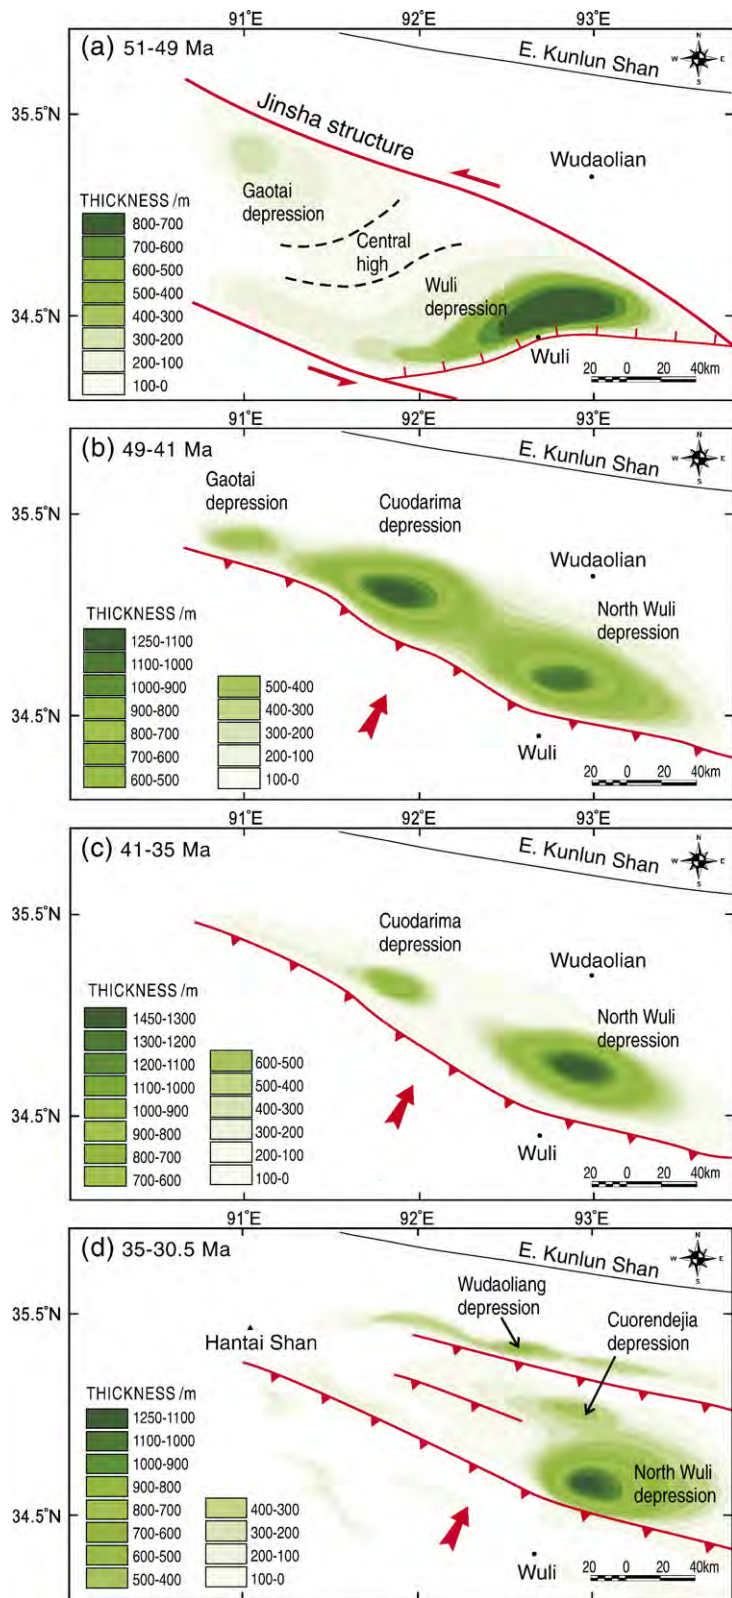 91°E 92°E 93°E
(a) 51-49 Ma
E. Kunlun Shan
N
W E
S
35.5°N
Jinsha structure
Wudaolian
THICKNESS /m
Gaotai
depression
800-700
700-600
600-500
500-400
400-300
300-200
200-100
100-0
Central
high
Wuli
depression
34.5°N
Wuli
20 0 20 40km
91°E 92°E 93°E
(b) 49-41 Ma
E. Kunlun Shan
N
W E
S
Gaotai
depression
Cuodarima
depression
35.5°N
Wudaolian
THICKNESS /m
North Wuli
depression
1250-1100
1100-1000
1000-900
900-800
800-700
700-600
600-500
500-400
400-300
300-200
200-100
100-0
34.5°N
Wuli
20 0 20 40km
91°E 92°E 93°E
(c) 41-35 Ma
E. Kunlun Shan
N
W E
S
35.5°N
Cuodarima
depression
Wudaolian
THICKNESS /m
North Wuli
depression
1450-1300
1300-1200
1200-1100
1100-1000
1000-900
900-800
800-700
700-600
600-500
500-400
400-300
300-200
200-100
100-0
34.5°N
Wuli
20 0 20 40km
91°E 92°E 93°E
(d) 35-30.5 Ma
E. Kunlun Shan
N
W E
S
Wudaoliang
depression
Cuorendejia
depression
35.5°N
Hantai Shan
THICKNESS /m
1250-1100
1100-1000
1000-900
900-800
800-700
700-600
600-500
500-400
400-300
300-200
200-100
100-0
North Wuli
depression
34.5°N
Wuli
20 0 20 40km